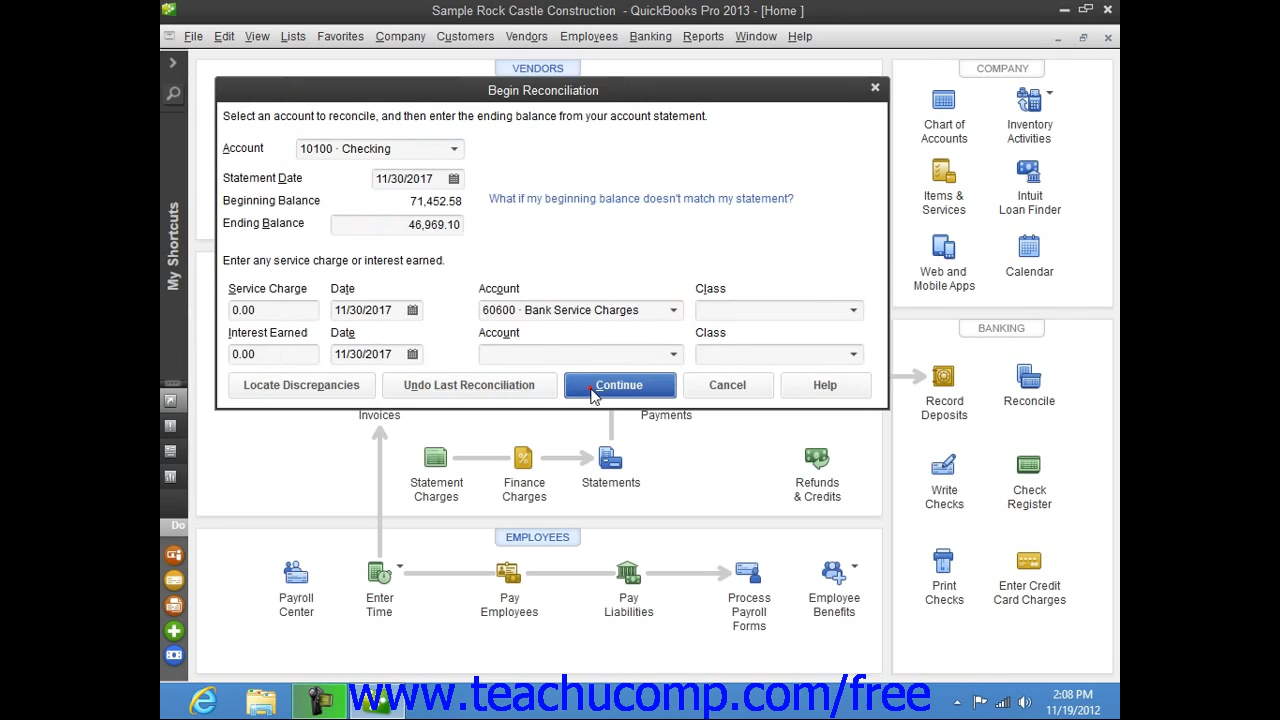 Sample Rock Castle Construction - QuickBooks Pro 2013 - [Home ]
File Edit View Lists Favorites Company Customers Vendors Employees Banking Reports Window Help
VENDORS
COMPANY
Begin Reconciliation
Select an account to reconcile, and then enter the ending balance from your account statement.
Account 10100 · Checking
Statement Date 11/30/2017
Beginning Balance 71,452.58 What if my beginning balance doesn't match my statement?
Ending Balance 46,969.10
Enter any service charge or interest earned.
Service Charge Date Account Class
0.00 11/30/2017 60600 · Bank Service Charges
Interest Earned Date Account Class
0.00 11/30/2017
Locate Discrepancies Undo Last Reconciliation Continue Cancel Help
Chart of
Accounts
Inventory
Activities
Items &
Services
Intuit
Loan Finder
Web and
Mobile Apps
Calendar
My Shortcuts
BANKING
Record
Deposits
Reconcile
Write
Checks
Check
Register
Print
Checks
Enter Credit
Card Charges
Invoices
Payments
Statement
Charges
Finance
Charges
Statements
Refunds
& Credits
Do
EMPLOYEES
Payroll
Center
Enter
Time
Pay
Employees
Pay
Liabilities
Process
Payroll
Forms
Employee
Benefits
www.teachucomp.com/free
2:08 PM
11/19/2012